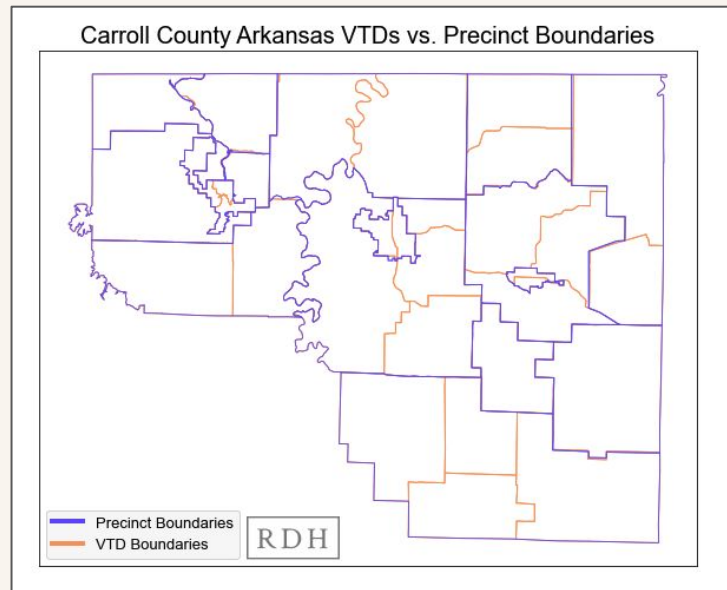 Carroll County Arkansas VTDs vs. Precinct Boundaries
Precinct Boundaries
VTD Boundaries
RDH